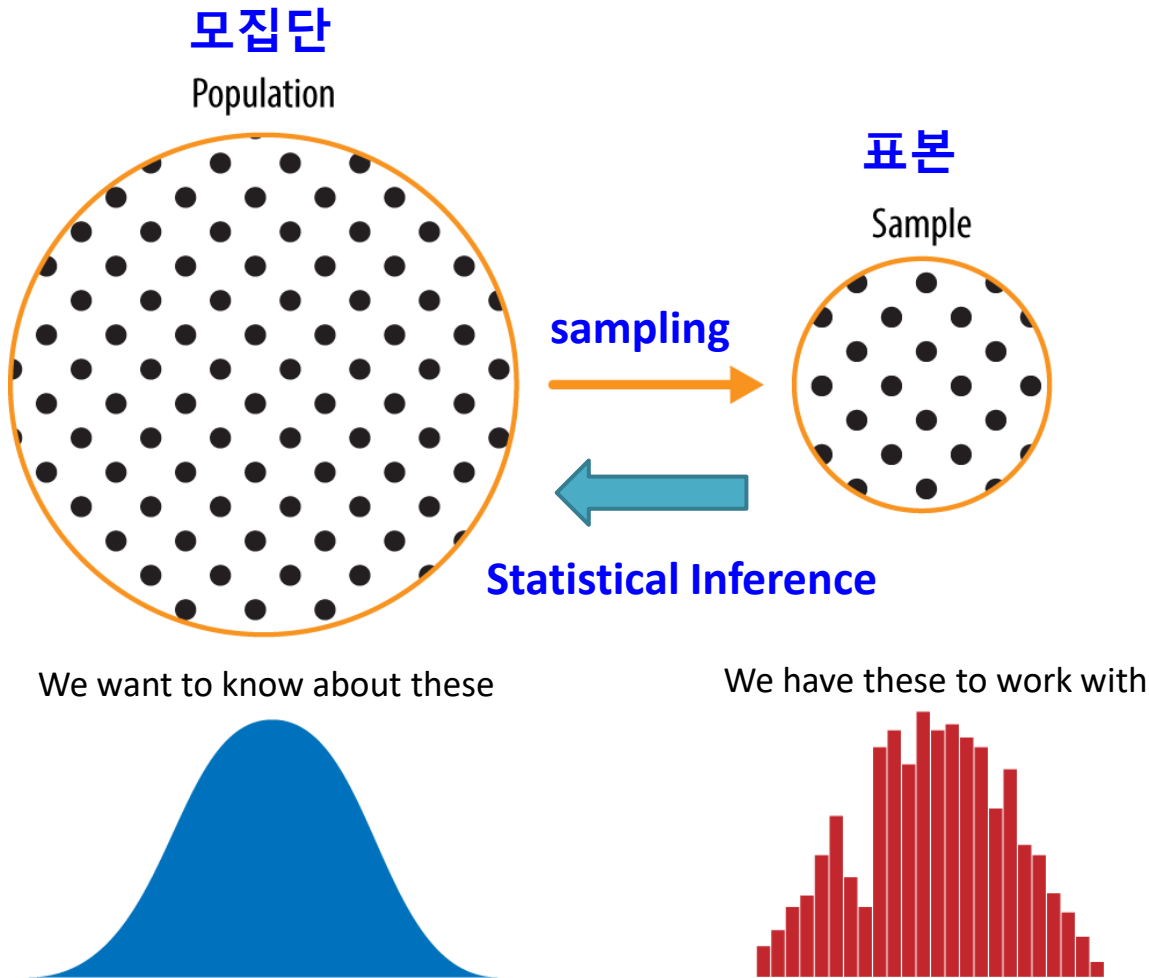 모집단
Population
표본
Sample
sampling
Statistical Inference
We want to know about these
We have these to work with